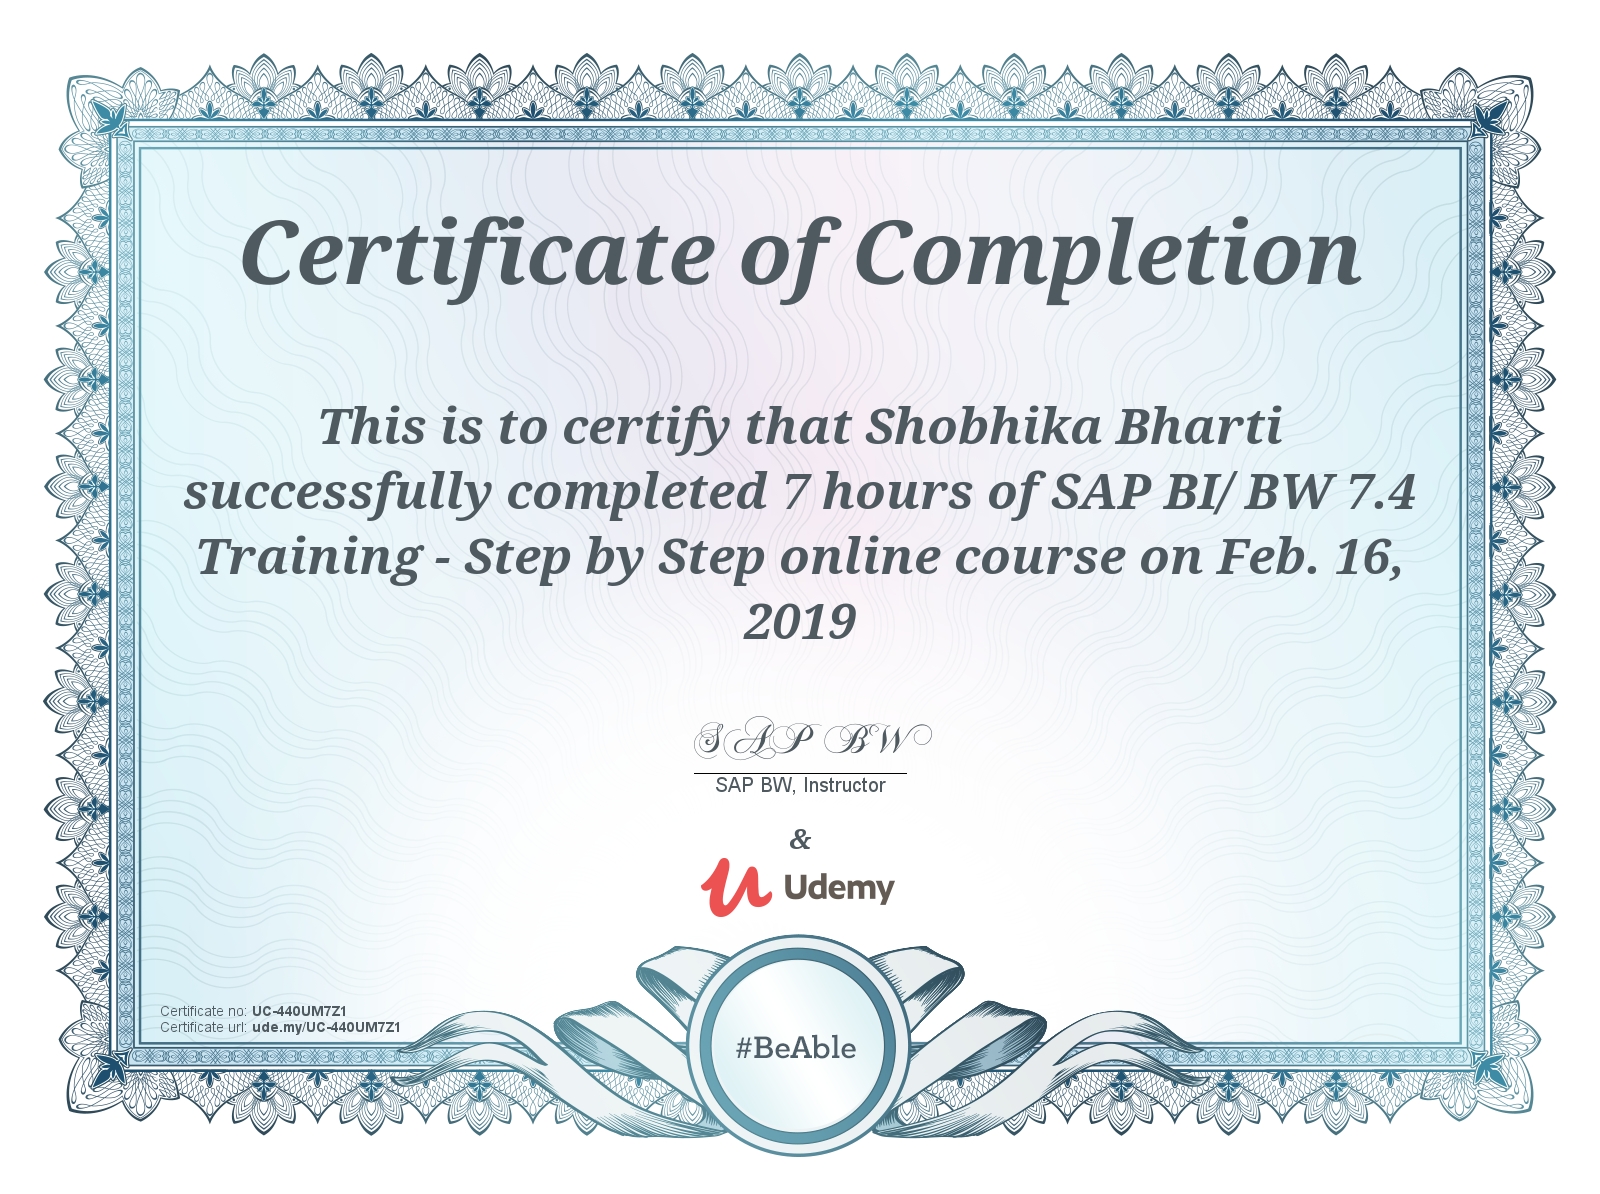 Certificate of Completion
This is to certify that Shobhika Bharti
successfully completed 7 hours of SAP BI/ BW 7.4
Training - Step by Step online course on Feb. 16,
2019
SAP BW
SAP BW, Instructor
&
Udemy
Certificate no: UC-440UM7Z1
Certificate url: ude.my/UC-440UM7Z1
#BeAble